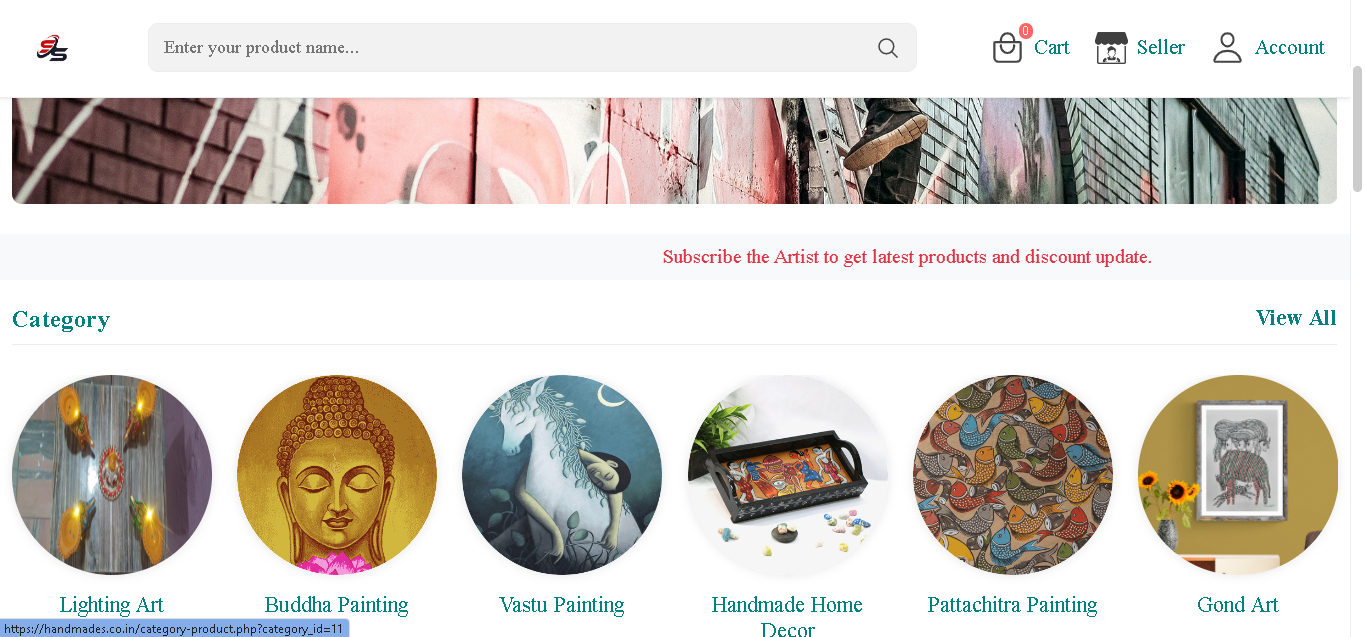 SLS
Enter your product name...
0
Cart
Seller
Account
Subscribe the Artist to get latest products and discount update.
Category
View All
Lighting Art
Buddha Painting
Vastu Painting
Handmade Home
Decor
Pattachitra Painting
Gond Art
https://handmades.co.in/category-product.php?category_id=11